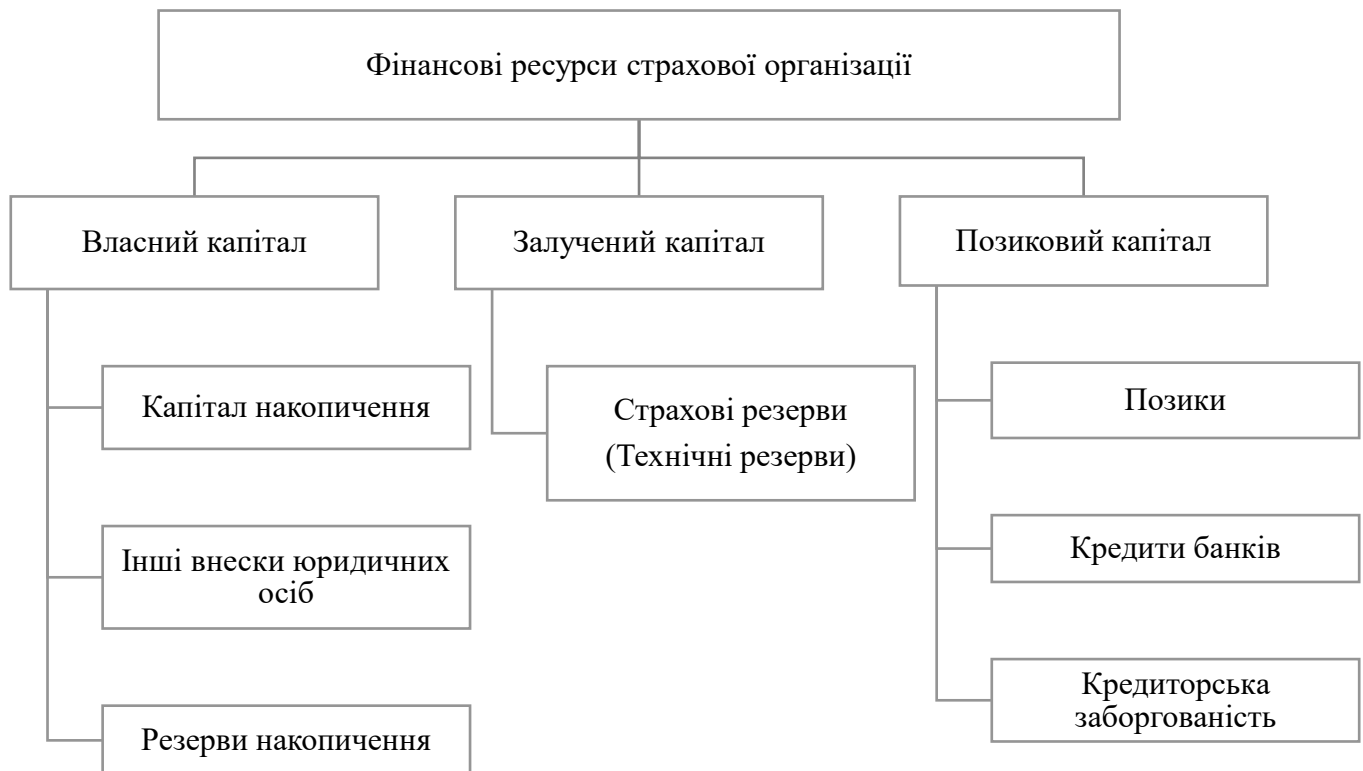 Фінансові ресурси страхової організації
Власний капітал
Залучений капітал
Позиковий капітал
Капітал накопичення
Страхові резерви
(Технічні резерви)
Позики
Інші внески юридичних
осіб
Кредити банків
Резерви накопичення
Кредиторська
заборгованість